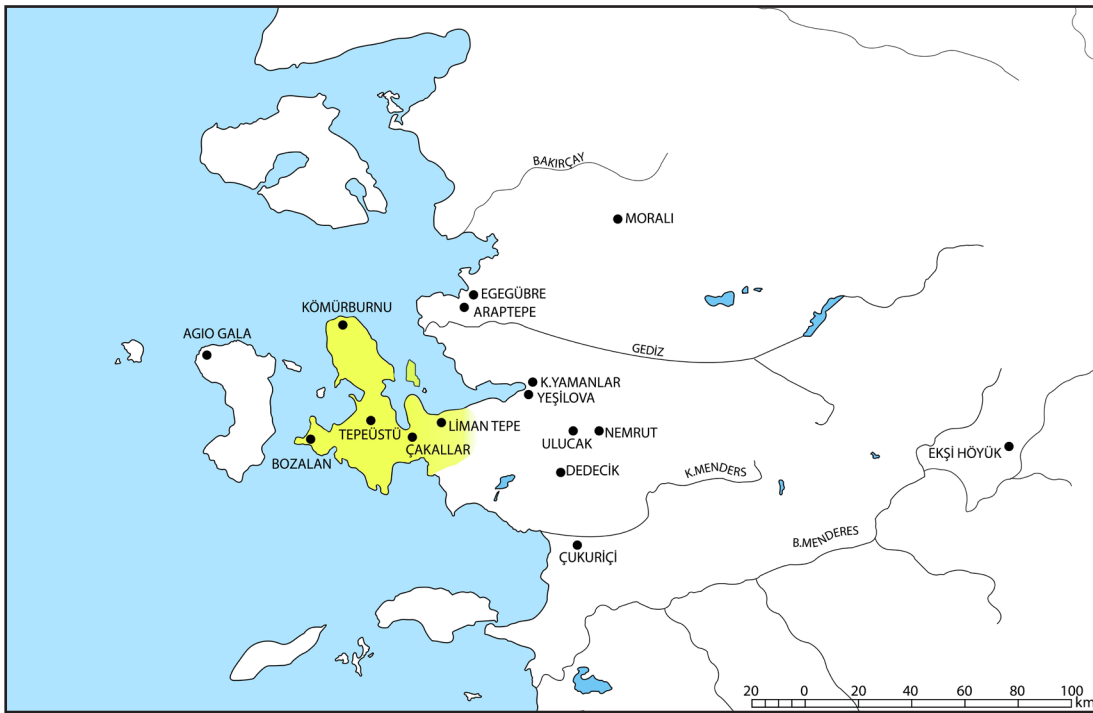 BAKIRÇAY
MORALI
EGEGÜBRE
KÖMÜRBURNU
ARAPTEPE
AGIO GALA
GEDİZ
K.YAMANLAR
YEŞİLOVA
LİMAN TEPE
TEPEÜSTÜ
NEMRUT
ULUCAK
ÇAKALLAR
EKŞİ HÖYÜK
BOZALAN
DEDECİK
K.MENDERS
B.MENDERES
ÇUKURİÇİ
20 0 20 40 60 80 100
km